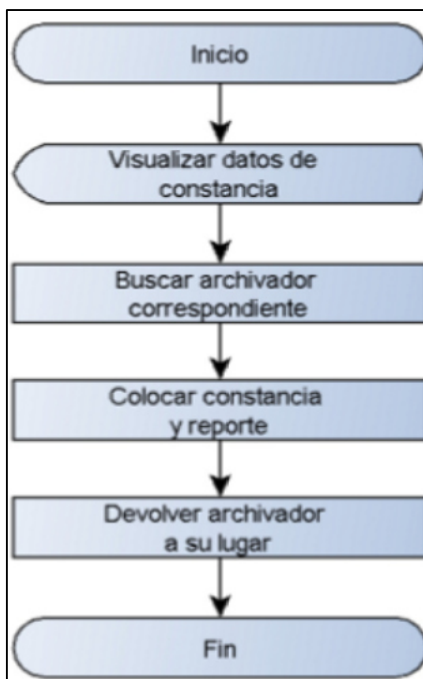 Inicio
Visualizar datos de
constancia
Buscar archivador
correspondiente
Colocar constancia
y reporte
Devolver archivador
a su lugar
Fin